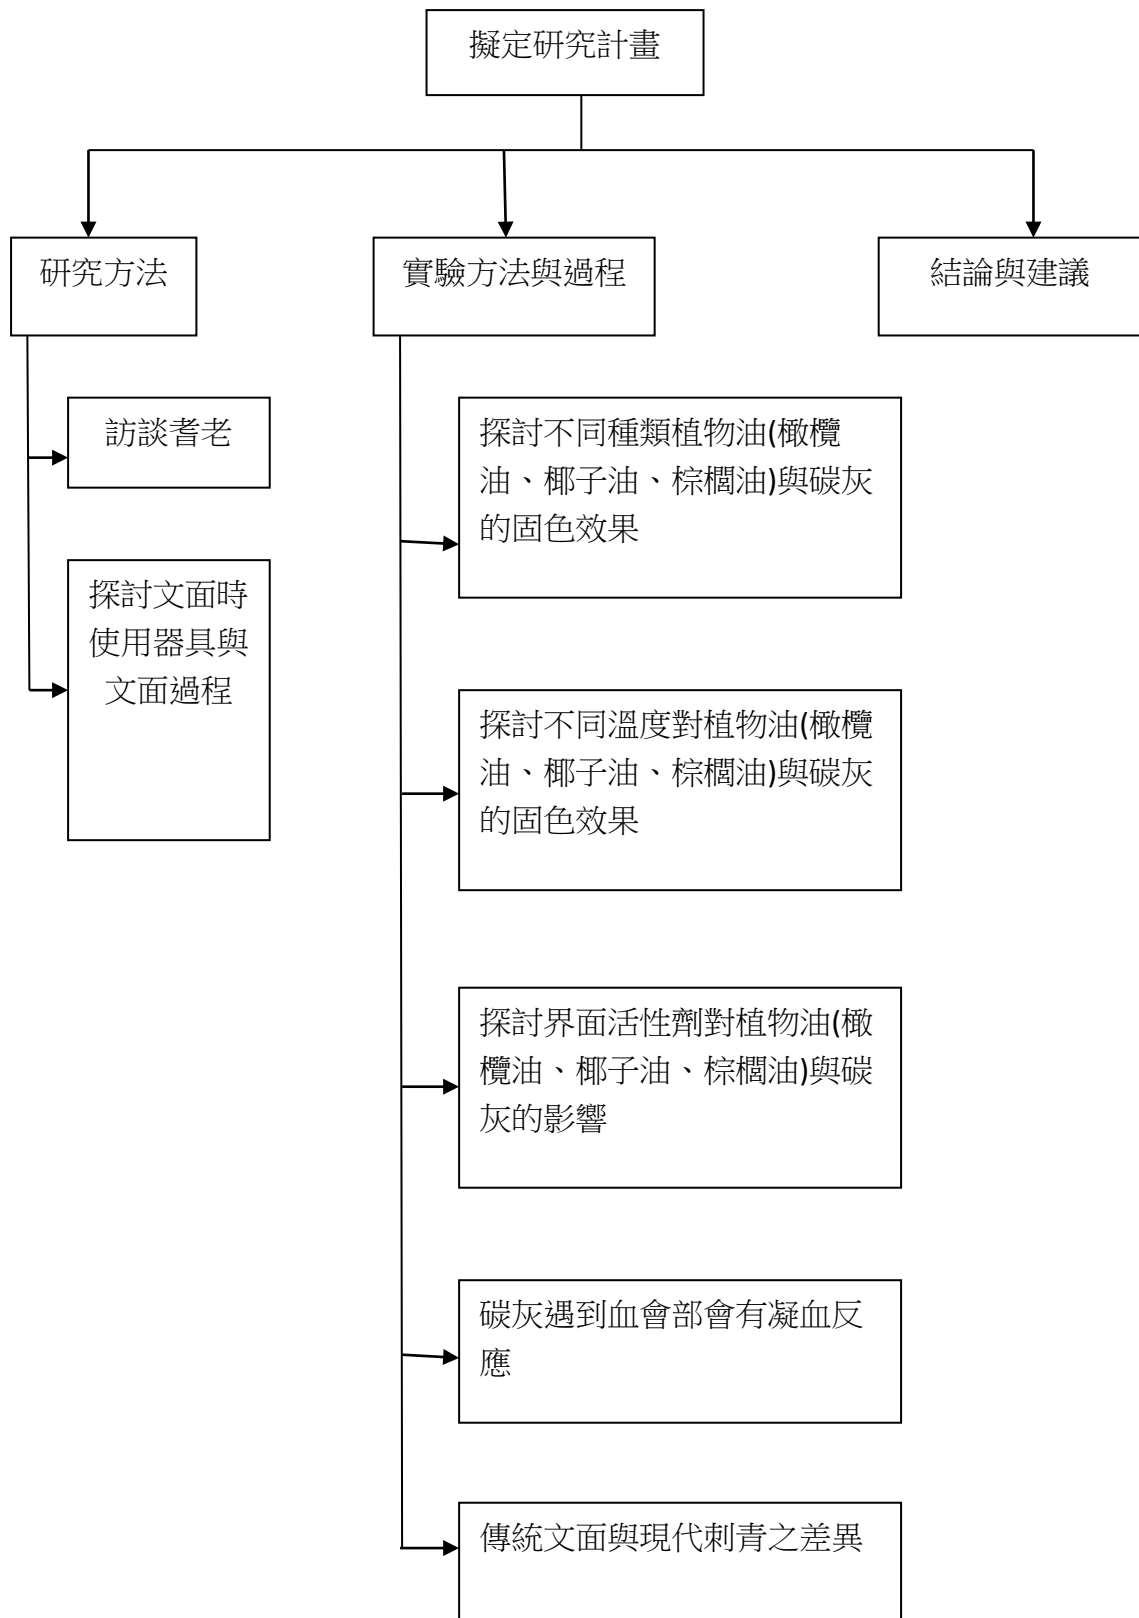 擬定研究計畫
研究方法
實驗方法與過程
結論與建議
訪談耆老
探討文面時
使用器具與
文面過程
探討不同種類植物油(橄欖
油、椰子油、棕櫚油)與碳灰
的固色效果
探討不同溫度對植物油(橄欖
油、椰子油、棕櫚油)與碳灰
的固色效果
探討界面活性劑對植物油(橄
欖油、椰子油、棕櫚油)與碳
灰的影響
碳灰遇到血會部會有凝血反
應
傳統文面與現代刺青之差異